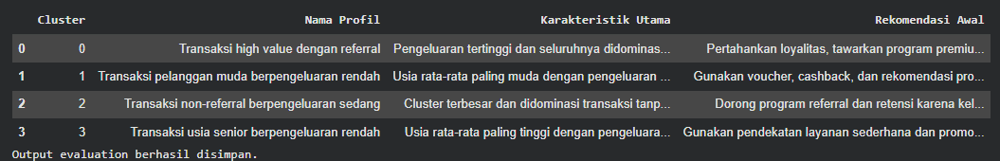 Cluster Nama Profil Karakteristik Utama Rekomendasi Awal
0 0 Transaksi high value dengan referral Pengeluaran tertinggi dan seluruhnya didominas... Pertahankan loyalitas, tawarkan program premiu...
1 1 Transaksi pelanggan muda berpengeluaran rendah Usia rata-rata paling muda dengan pengeluaran ... Gunakan voucher, cashback, dan rekomendasi pro...
2 2 Transaksi non-referral berpengeluaran sedang Cluster terbesar dan didominasi transaksi tanp... Dorong program referral dan retensi karena kel...
3 3 Transaksi usia senior berpengeluaran rendah Usia rata-rata paling tinggi dengan pengeluara... Gunakan pendekatan layanan sederhana dan promo...
Output evaluation berhasil disimpan.